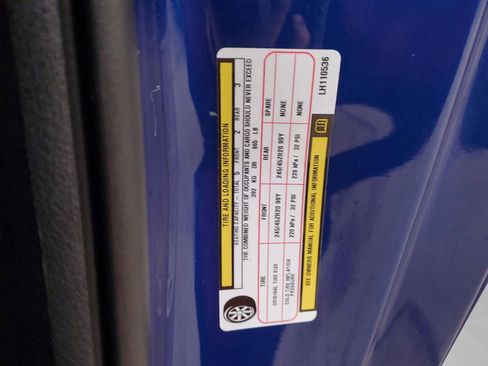 TIRE AND LOADING INFORMATION
SEATING CAPACITY - TOTAL 5 FRONT 2 REAR 3
THE COMBINED WEIGHT OF OCCUPANTS AND CARGO SHOULD NEVER EXCEED
392 KG OR 865 LB
TIRE FRONT REAR SPARE
ORIGINAL TIRE SIZE 245/45ZR20 99Y 245/45ZR20 99Y NONE
COLD TIRE INFLATION PRESSURE 220 kPa / 32 PSI 220 kPa / 32 PSI NONE
SEE OWNERS MANUAL FOR ADDITIONAL INFORMATION
LH110536